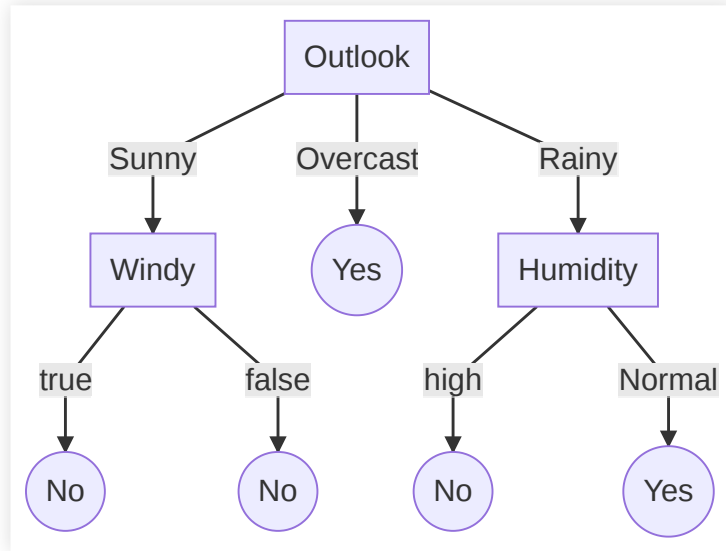 Outlook
Sunny
Overcast
Rainy
Windy
Yes
Humidity
true
false
high
Normal
No
No
No
Yes